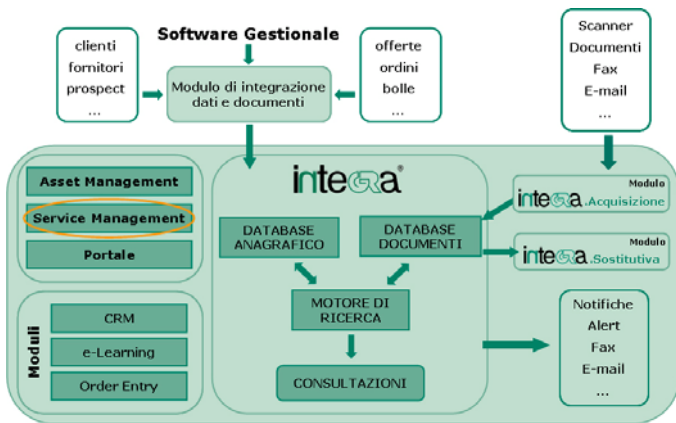 Software Gestionale
clienti
fornitori
prospect
...
Modulo di integrazione
dati e documenti
offerte
ordini
bolle
...
Scanner
Documenti
Fax
E-mail
...
Asset Management
Service Management
Portale
Moduli
CRM
e-Learning
Order Entry
inteGRa®
DATABASE
ANAGRAFICO
DATABASE
DOCUMENTI
MOTORE DI
RICERCA
CONSULTAZIONI
Modulo
inteGRa.Acquisizione
Modulo
inteGRa.Sostitutiva
Notifiche
Alert
Fax
E-mail
...